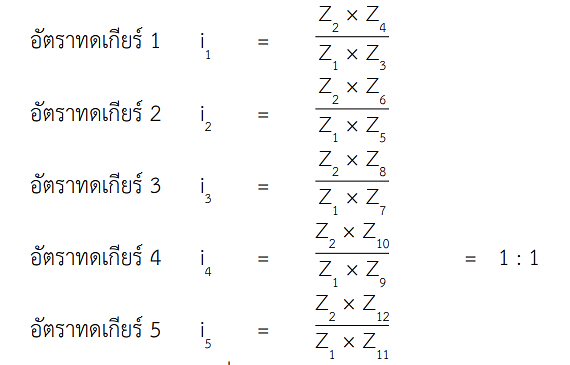 อัตราทดเกียร์ 1 i₁ = (Z₂ × Z₄) / (Z₁ × Z₃)
อัตราทดเกียร์ 2 i₂ = (Z₂ × Z₆) / (Z₁ × Z₅)
อัตราทดเกียร์ 3 i₃ = (Z₂ × Z₈) / (Z₁ × Z₇)
อัตราทดเกียร์ 4 i₄ = (Z₂ × Z₁₀) / (Z₁ × Z₉) = 1 : 1
อัตราทดเกียร์ 5 i₅ = (Z₂ × Z₁₂) / (Z₁ × Z₁₁)